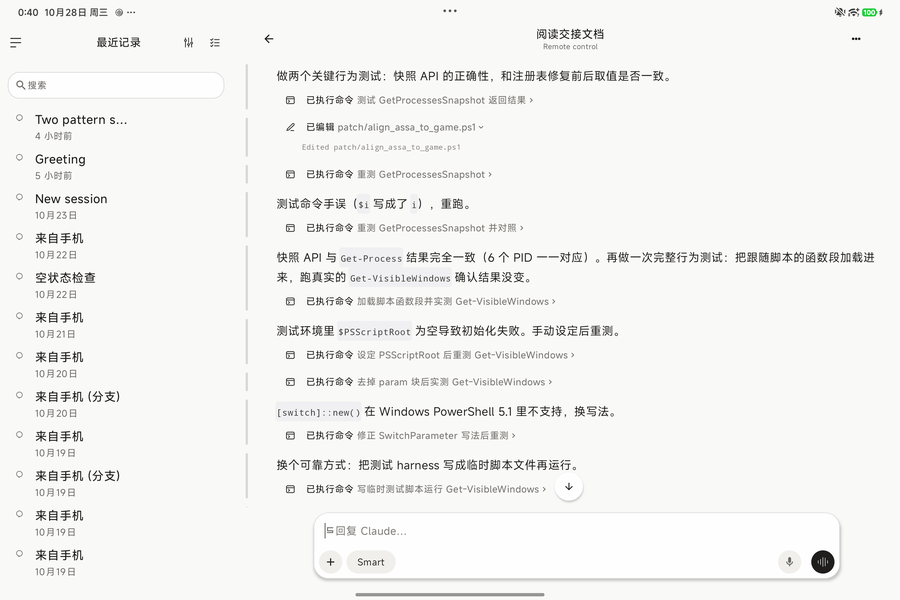 0:40 10月28日 周三
100
最近记录
搜索
Two pattern s...
4 小时前
Greeting
5 小时前
New session
10月23日
来自手机
10月22日
空状态检查
10月22日
来自手机
10月21日
来自手机
10月20日
来自手机 (分支)
10月20日
来自手机
10月19日
来自手机 (分支)
10月19日
来自手机
10月19日
来自手机
10月19日
阅读交接文档
Remote control
做两个关键行为测试：快照 API 的正确性，和注册表修复前后取值是否一致。
已执行命令 测试 GetProcessesSnapshot 返回结果
已编辑 patch/align_assa_to_game.ps1
Edited patch/align_assa_to_game.ps1
已执行命令 重测 GetProcessesSnapshot
测试命令手误（$i 写成了 i），重跑。
已执行命令 重测 GetProcessesSnapshot 并对照
快照 API 与 Get-Process 结果完全一致（6 个 PID 一一对应）。再做一次完整行为测试：把跟随脚本的函数段加载进
来，跑真实的 Get-VisibleWindows 确认结果没变。
已执行命令 加载脚本函数段并实测 Get-VisibleWindows
测试环境里 $PSScriptRoot 为空导致初始化失败。手动设定后重测。
已执行命令 设定 PSScriptRoot 后重测 Get-VisibleWindows
已执行命令 去掉 param 块后实测 Get-VisibleWindows
[switch]::new() 在 Windows PowerShell 5.1 里不支持，换写法。
已执行命令 修正 SwitchParameter 写法后重测
换个可靠方式：把测试 harness 写成临时脚本文件再运行。
已执行命令 写临时测试脚本运行 Get-VisibleWindows
回复 Claude...
Smart